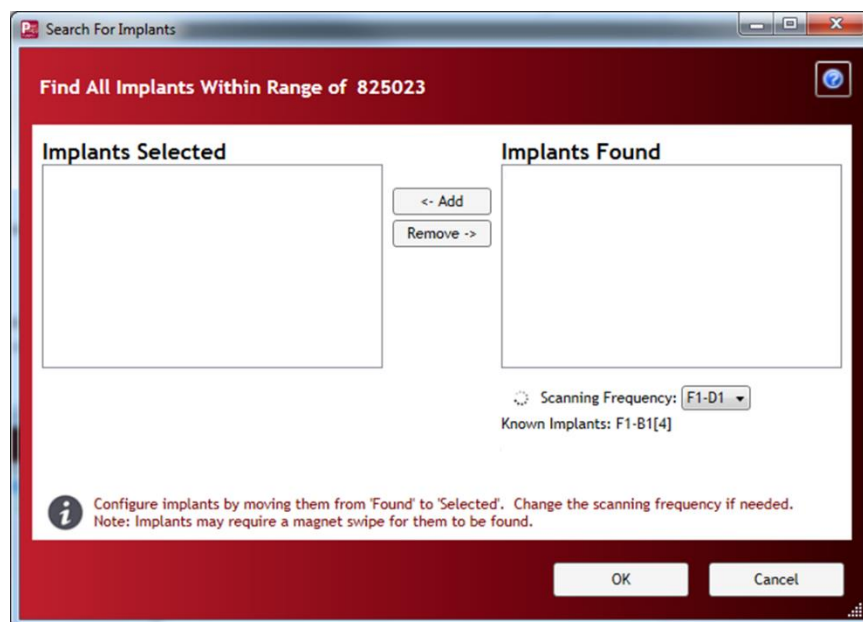 Search For Implants
Find All Implants Within Range of 825023
Implants Selected
Implants Found
<- Add
Remove ->
Scanning Frequency: F1-D1
Known Implants: F1-B1[4]
Configure implants by moving them from 'Found' to 'Selected'. Change the scanning frequency if needed.
Note: Implants may require a magnet swipe for them to be found.
OK
Cancel